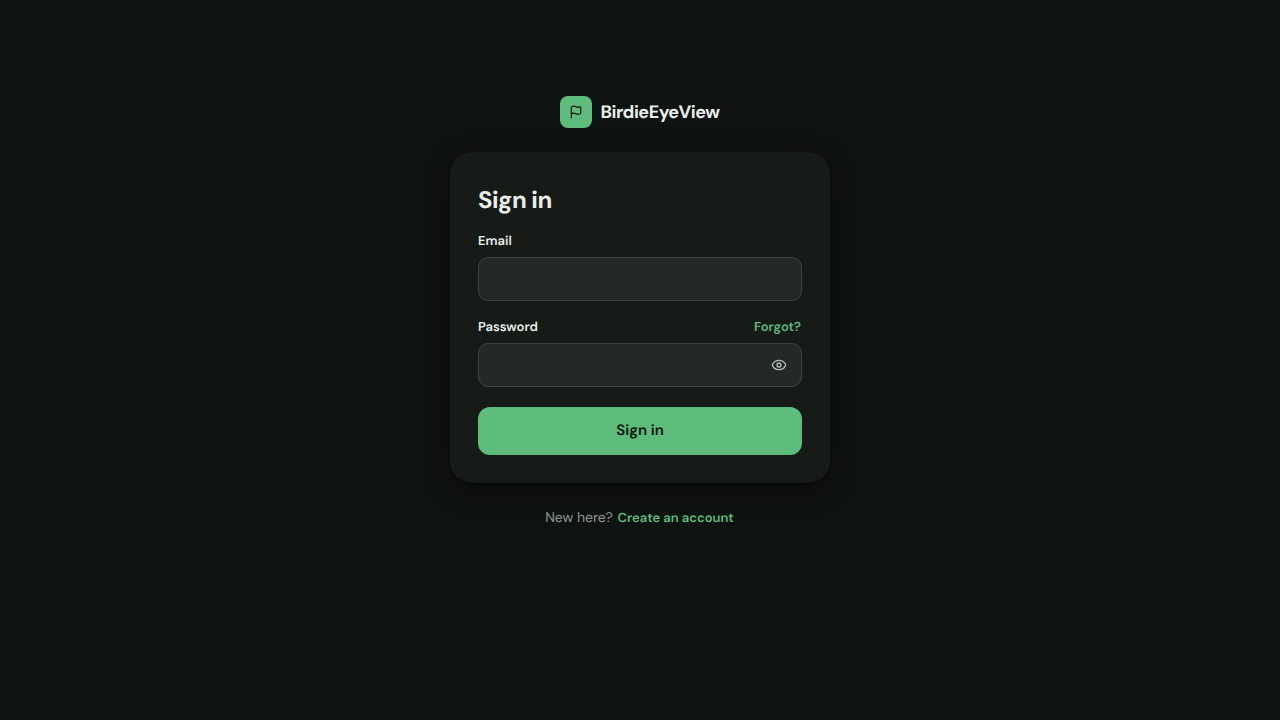 BirdieEyeView
Sign in
Email
Password Forgot?
Sign in
New here? Create an account